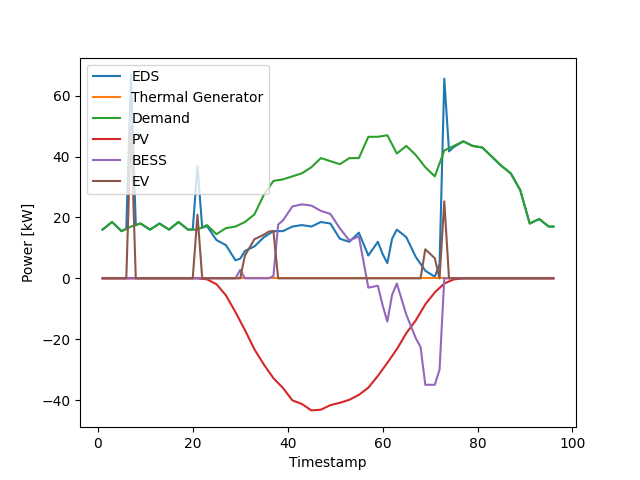 EDS
Thermal Generator
Demand
PV
BESS
EV
Power [kW]
60
40
20
0
−20
−40
0 20 40 60 80 100
Timestamp